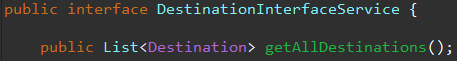 public interface DestinationInterfaceService {
public List<Destination> getAllDestinations();